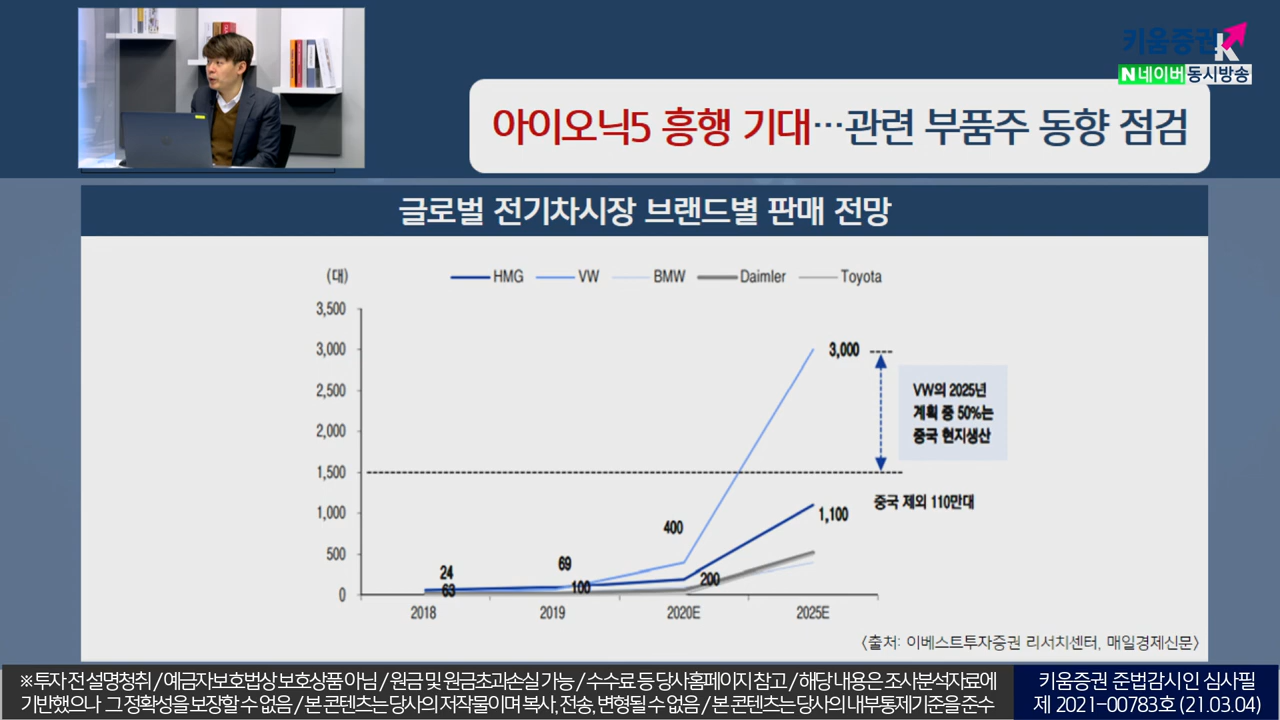 키움증권
N 네이버 동시방송
아이오닉5 흥행 기대…관련 부품주 동향 점검
글로벌 전기차시장 브랜드별 판매 전망
(대)
HMG VW BMW Daimler Toyota
3,500
3,000
2,500
2,000
1,500
1,000
500
0
3,000
VW의 2025년
계획 중 50%는
중국 현지생산
중국 제외 110만대
1,100
400
200
69
100
24
63
2018 2019 2020E 2025E
<출처: 이베스트투자증권 리서치센터, 매일경제신문>
※ 투자 전 설명청취 / 예금자보호법상 보호상품 아님 / 원금 및 원금초과손실 가능 / 수수료 등 당사홈페이지 참고 / 해당 내용은 조사분석자료에
기반했으나 그 정확성을 보장할 수 없음 / 본 콘텐츠는 당사의 저작물이며 복사, 전송, 변형될 수 없음 / 본 콘텐츠는 당사의 내부통제기준을 준수
키움증권 준법감시인 심사필
제 2021-00783호 (21.03.04)